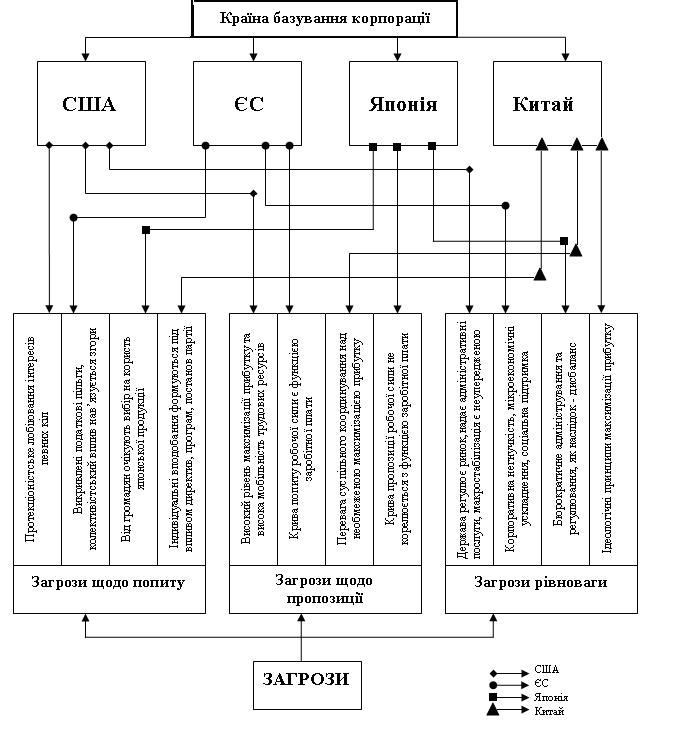 Країна базування корпорації
США
ЄС
Японія
Китай
Протекціоністське лобіювання інтересів
певних кіл
Викривлені податкові пільги,
колективістський вплив нав’язується згори
Від громадян очікують вибір на користь
японської продукції
Індивідуальні вподобання формуються під
впливом директив, програм, постанов партії
Високий рівень максимізації прибутку та
висока мобільність трудових ресурсів
Крива попиту робочої сили є функцією
заробітної плати
Перевага суспільного координування над
необмеженою максимізацією прибутку
Крива пропозиції робочої сили не
корелюється з функцією заробітної плати
Держава регулює ринок, надає адміністративні
послуги, макростабілізація є неупередженою
Корпоративна негнучкість, мікроекономічні
ускладнення, соціальна підтримка
Бюрократичне адміністрування та
регулювання, як наслідок - дисбаланс
Ідеологічні принципи максимізації прибутку
Загрози щодо попиту
Загрози щодо
пропозиції
Загрози рівноваги
ЗАГРОЗИ
США
ЄС
Японія
Китай